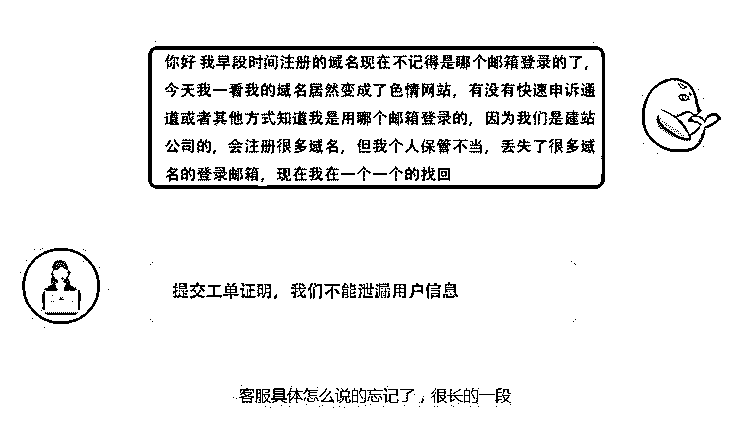 你好 我早段时间注册的域名现在不记得是哪个邮箱登录的了，
今天我一看我的域名居然变成了色情网站，有没有快速申诉通
道或者其他方式知道我是用哪个邮箱登录的，因为我们是建站
公司的，会注册很多域名，但我个人保管不当，丢失了很多域
名的登录邮箱，现在我在一个一个的找回
提交工单证明，我们不能泄漏用户信息
客服具体怎么说的忘记了，很长的一段